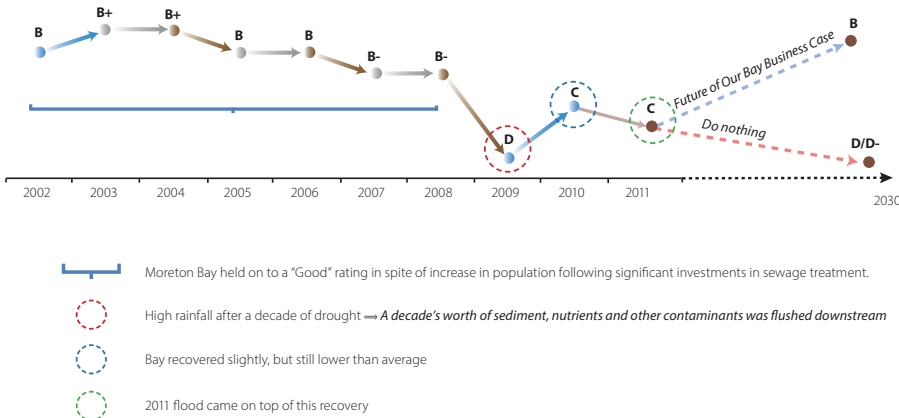 B B+ B+ B B B- B- D C C B
Future of Our Bay Business Case
Do nothing
D/D-
2002 2003 2004 2005 2006 2007 2008 2009 2010 2011 2030
Moreton Bay held on to a “Good” rating in spite of increase in population following significant investments in sewage treatment.
High rainfall after a decade of drought ⇒ A decade’s worth of sediment, nutrients and other contaminants was flushed downstream
Bay recovered slightly, but still lower than average
2011 flood came on top of this recovery